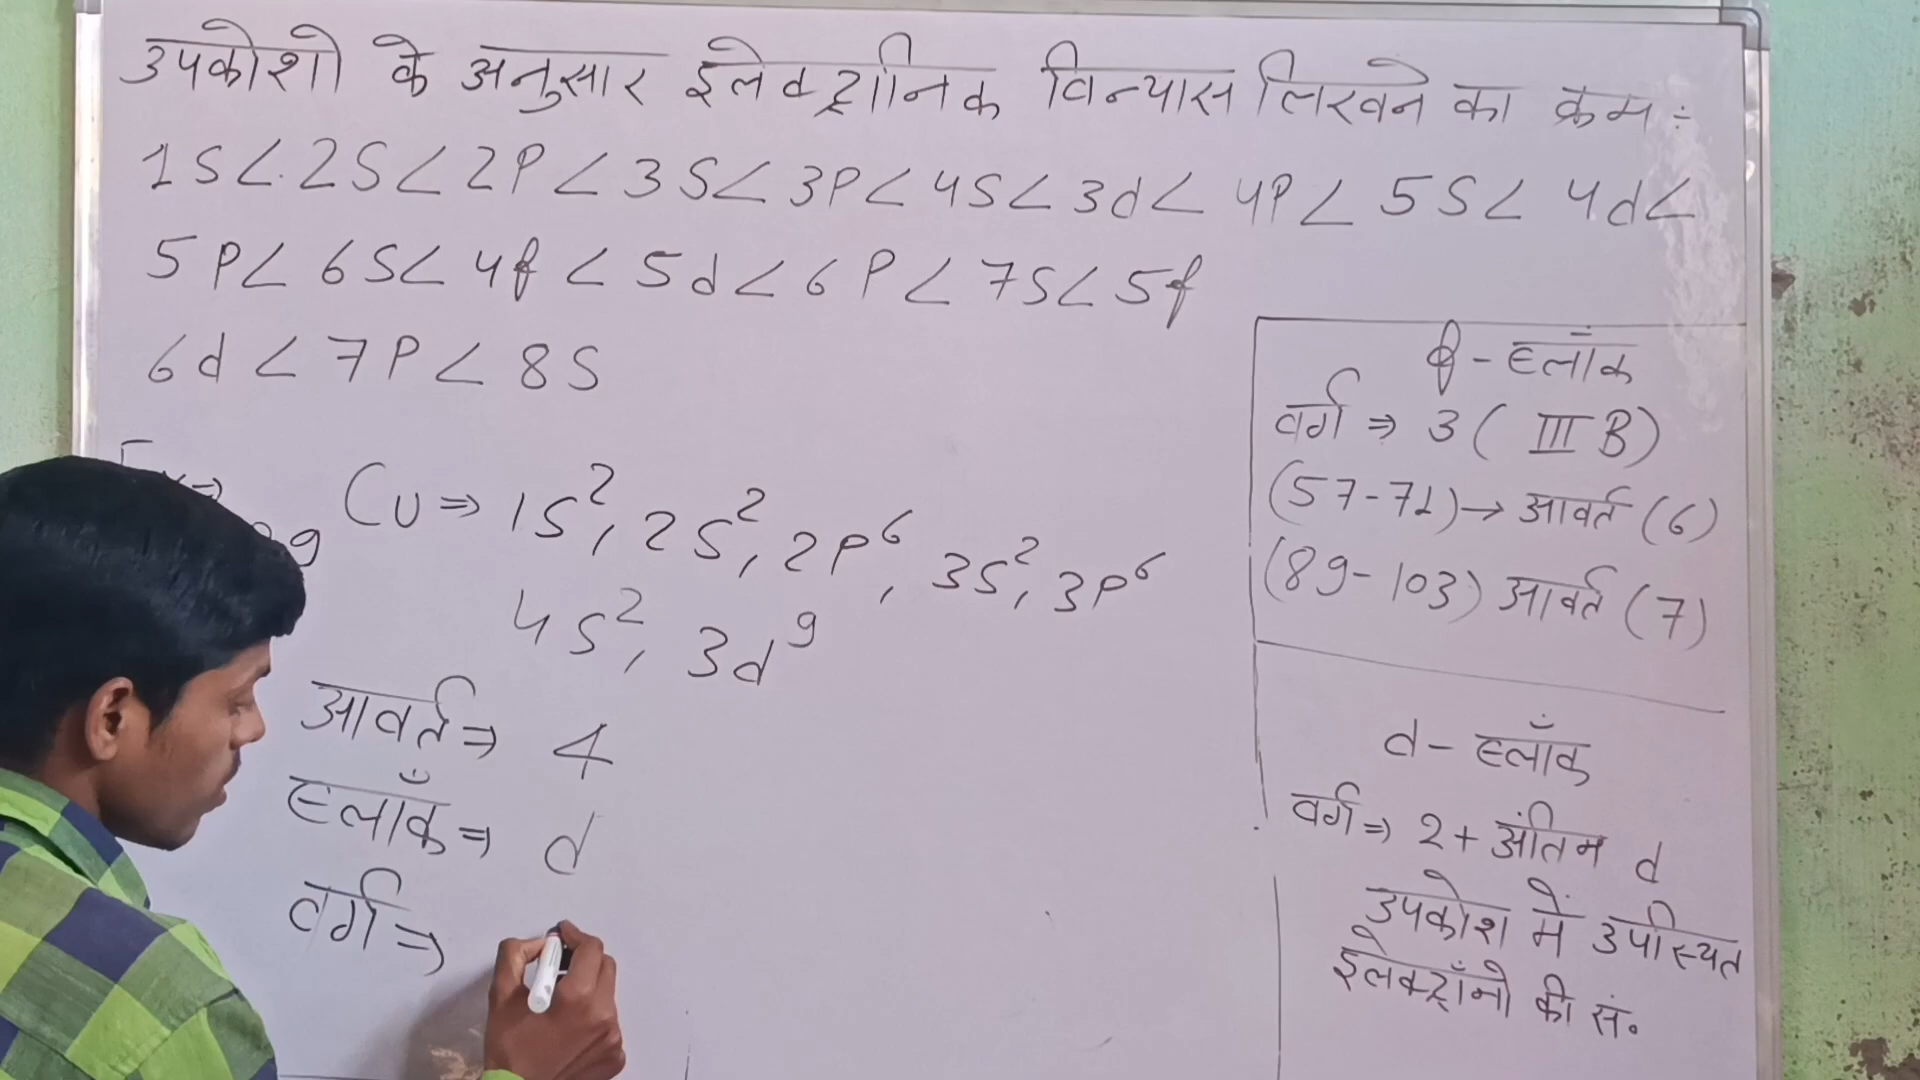 उपकोशो के अनुसार इलेक्ट्रॉनिक विन्यास लिखने का क्रम ÷
1S < 2S < 2P < 3S < 3P < 4S < 3d < 4P < 5S < 4d <
5P < 6S < 4f < 5d < 6P < 7S < 5f
6d < 7P < 8S
Cu ⇒ 1S², 2S², 2P⁶, 3S², 3P⁶
4S², 3d⁹
आवर्त ⇒ 4
ब्लॉक ⇒ d
वर्ग ⇒
f - ब्लॉक
वर्ग ⇒ 3 ( III B)
(57-71) → आवर्त (6)
(89-103) आवर्त (7)
d - ब्लॉक
वर्ग ⇒ 2 + अंतिम d
उपकोश में उपस्थित
इलेक्ट्रॉनो की सं॰